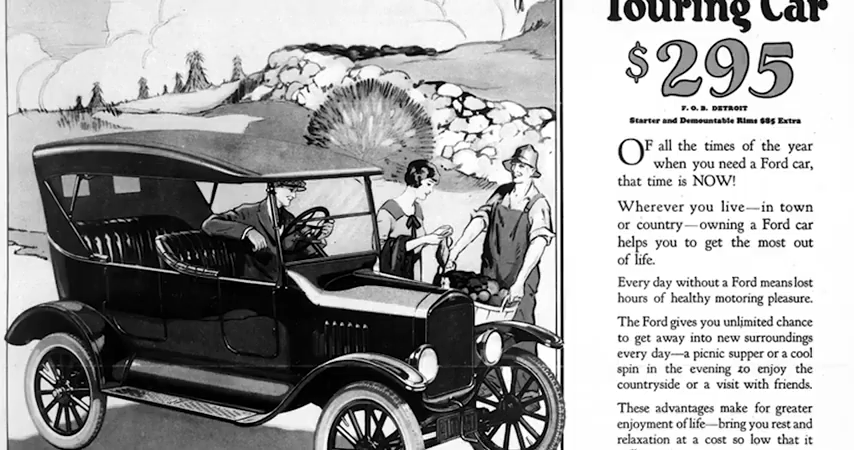 Touring Car
$295
F. O. B. DETROIT
Starter and Demountable Rims $85 Extra
OF all the times of the year
when you need a Ford car,
that time is NOW!
Wherever you live—in town
or country—owning a Ford car
helps you to get the most out
of life.
Every day without a Ford means lost
hours of healthy motoring pleasure.
The Ford gives you unlimited chance
to get away into new surroundings
every day—a picnic supper or a cool
spin in the evening to enjoy the
countryside or a visit with friends.
These advantages make for greater
enjoyment of life—bring you rest and
relaxation at a cost so low that it